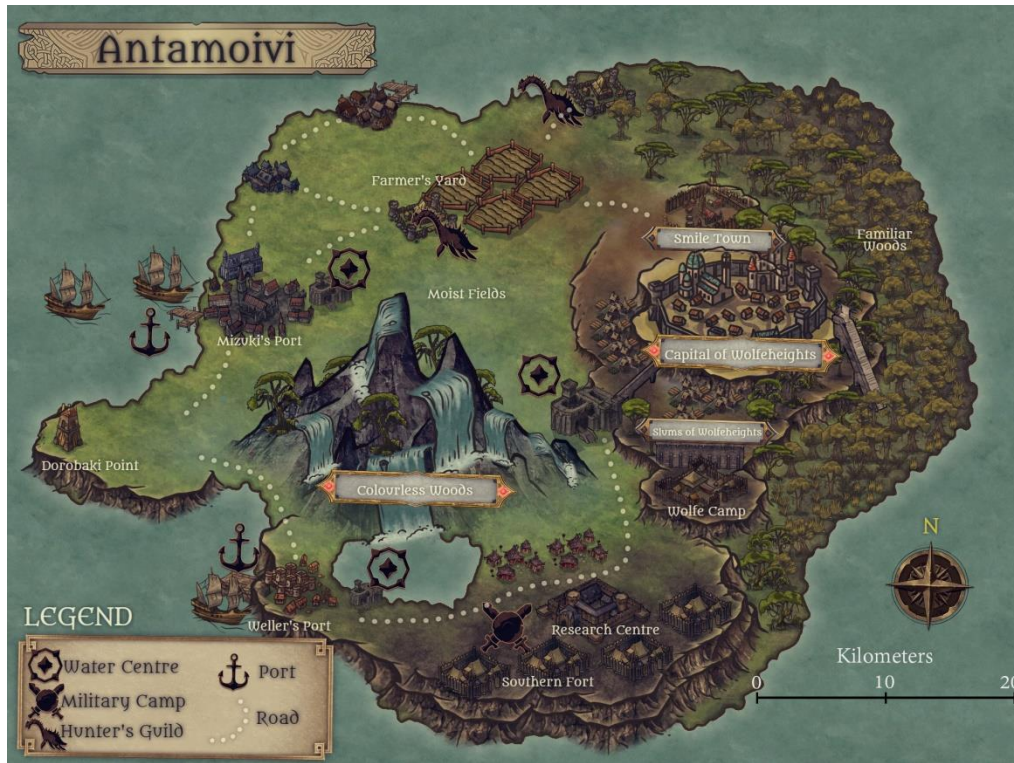 Antamoivi
Farmer's Yard
Smile Town
Familiar
Woods
Moist Fields
Mizuki's Port
Capital of Wolfeheights
Slums of Wolfeheights
Dorobaki Point
Colourless Woods
Wolfe Camp
N
LEGEND
Weller's Port
Research Centre
Southern Fort
Kilometers
0 10 20
Water Centre
Port
Military Camp
Road
Hunter's Guild